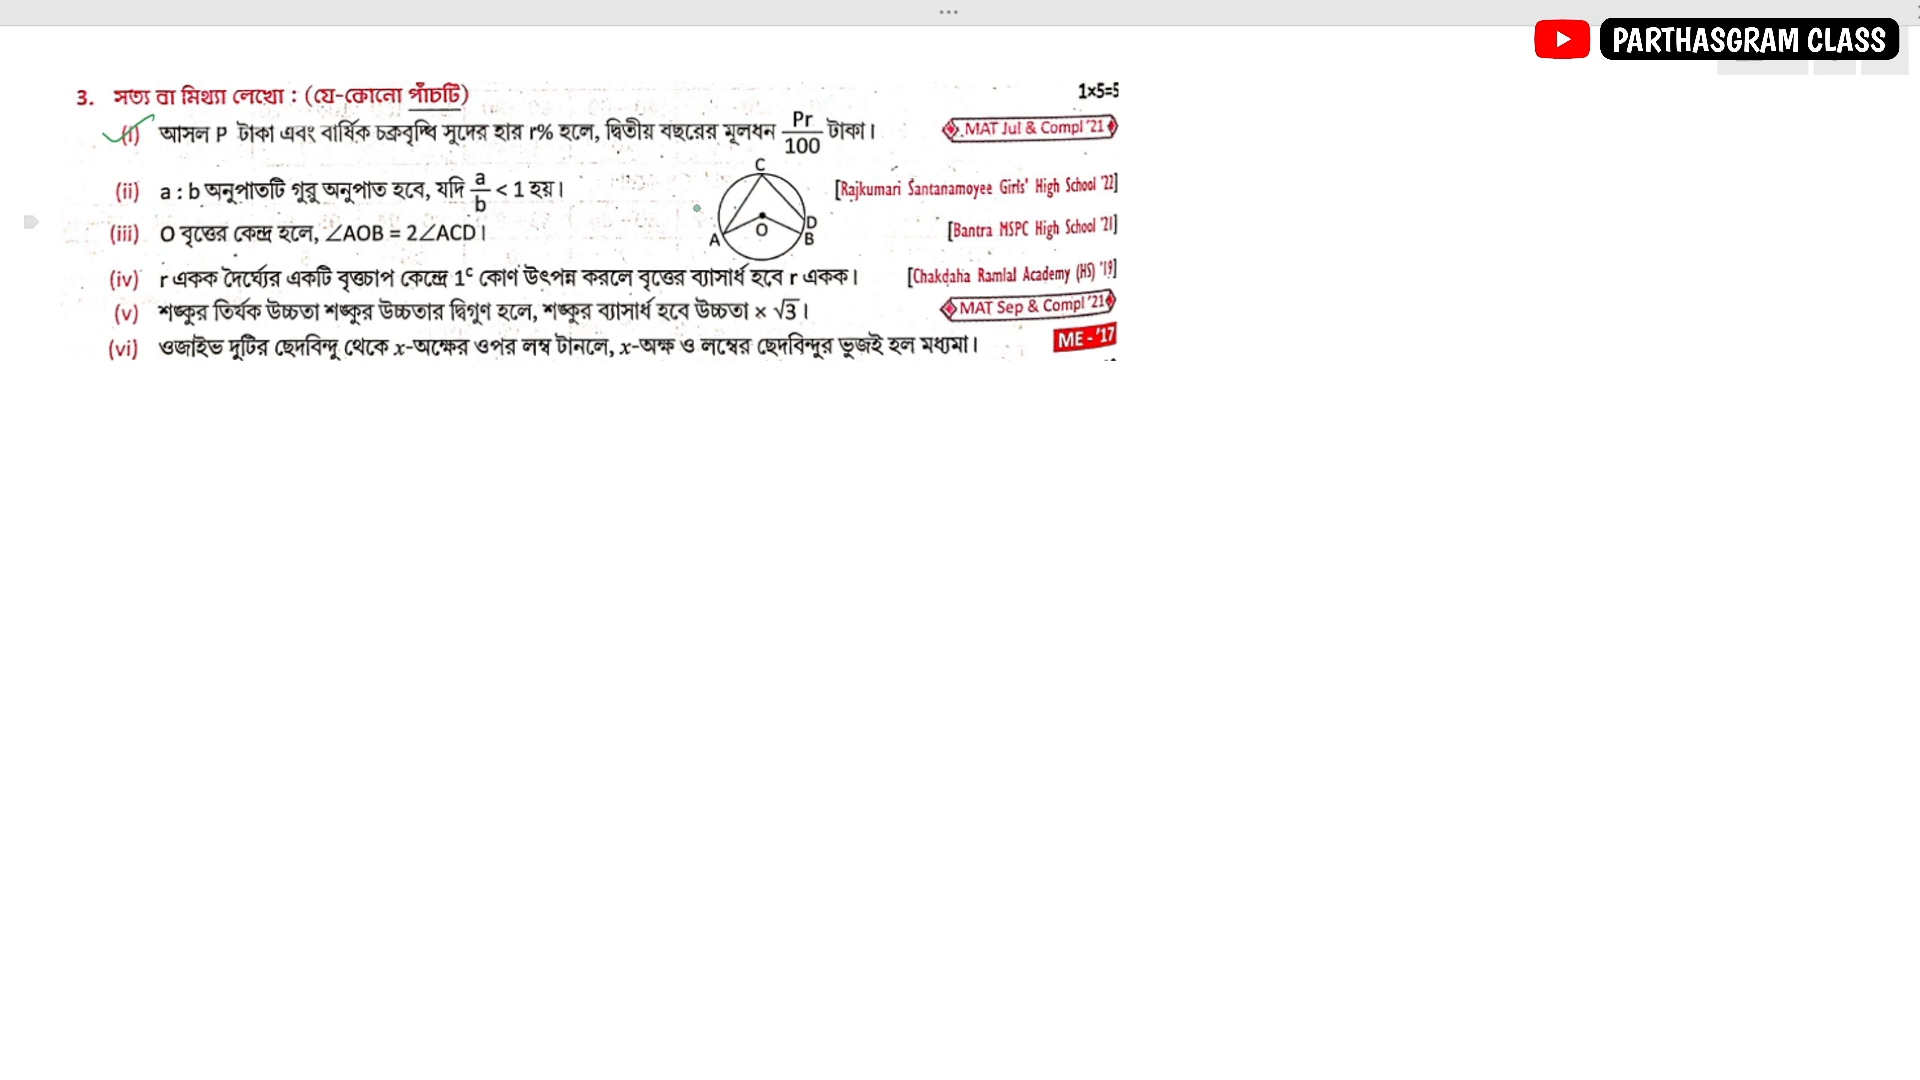 PARTHASGRAM CLASS
3. সত্য বা মিথ্যা লেখো : (যে-কোনো পাঁচটি) 1×5=5
(i) আসল P টাকা এবং বার্ষিক চক্রবৃদ্ধি সুদের হার r% হলে, দ্বিতীয় বছরের মূলধন Pr/100 টাকা। MAT Jul & Compl '21
(ii) a : b অনুপাতটি গুরু অনুপাত হবে, যদি a/b < 1 হয়। [Rajkumari Santanamoyee Girls' High School '22]
C
A O D B
(iii) O বৃত্তের কেন্দ্র হলে, ∠AOB = 2∠ACD। [Bantra MSPC High School '21]
(iv) r একক দৈর্ঘ্যের একটি বৃত্তচাপ কেন্দ্রে 1ᶜ কোণ উৎপন্ন করলে বৃত্তের ব্যাসার্ধ হবে r একক। [Chakdaha Ramlal Academy (HS) '19]
(v) শঙ্কুর তির্যক উচ্চতা শঙ্কুর উচ্চতার দ্বিগুণ হলে, শঙ্কুর ব্যাসার্ধ হবে উচ্চতা × √3। MAT Sep & Compl '21
(vi) ওজাইভ দুটির ছেদবিন্দু থেকে x-অক্ষের ওপর লম্ব টানলে, x-অক্ষ ও লম্বের ছেদবিন্দুর ভুজই হল মধ্যমা। ME - '17